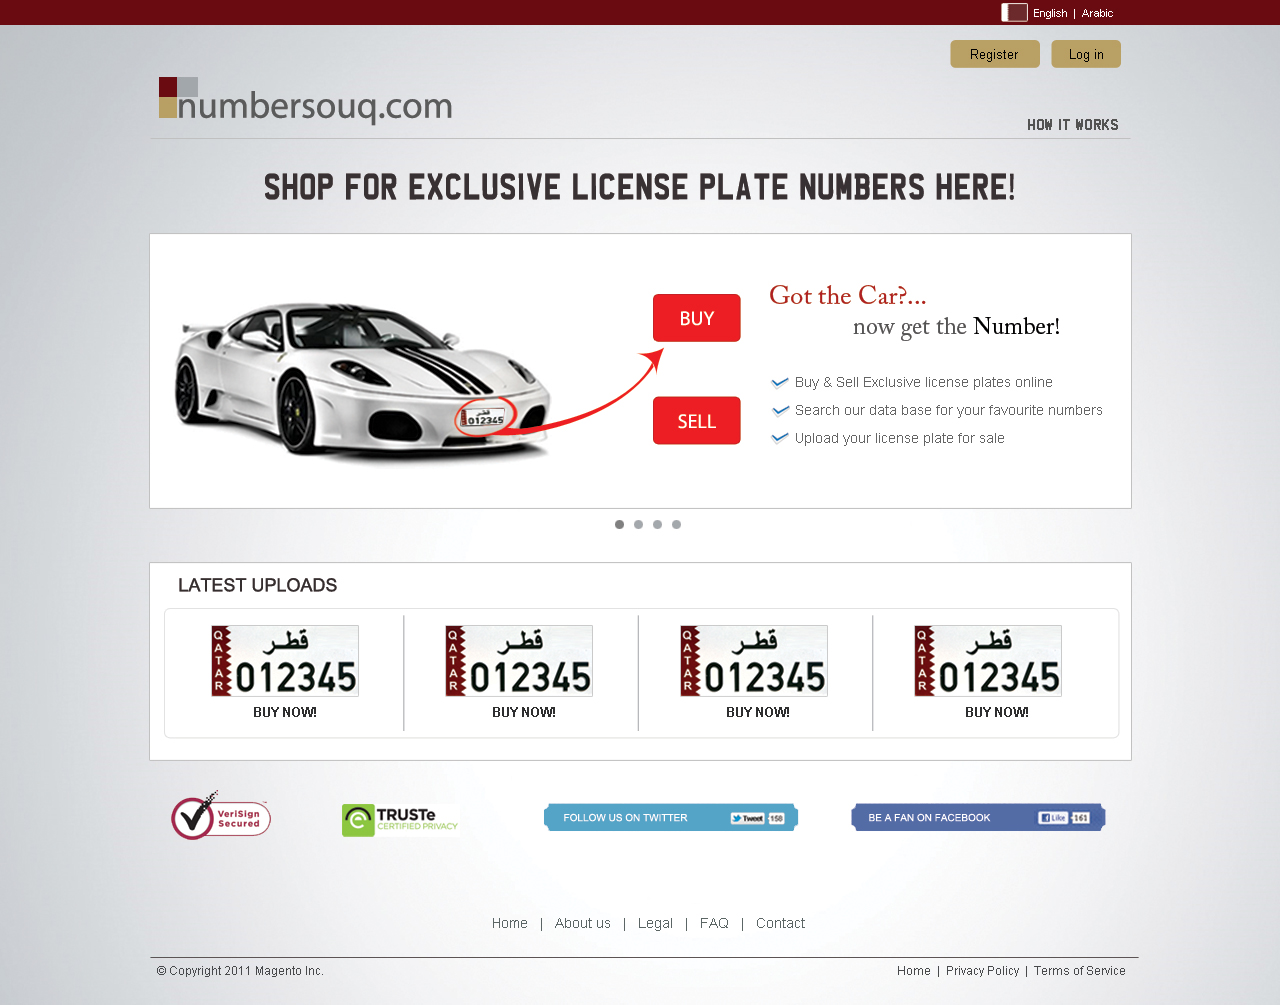 English | Arabic
Register
Log in
numbersouq.com
HOW IT WORKS
SHOP FOR EXCLUSIVE LICENSE PLATE NUMBERS HERE!
BUY
Got the Car?...
now get the Number!
Buy & Sell Exclusive license plates online
قطر
012345
Search our data base for your favourite numbers
SELL
Upload your license plate for sale
LATEST UPLOADS
QATAR
قطر
012345
BUY NOW!
QATAR
قطر
012345
BUY NOW!
QATAR
قطر
012345
BUY NOW!
QATAR
قطر
012345
BUY NOW!
VeriSign
Secured
TRUSTe
CERTIFIED PRIVACY
FOLLOW US ON TWITTER
Tweet 158
BE A FAN ON FACEBOOK
Like 161
Home | About us | Legal | FAQ | Contact
© Copyright 2011 Magento Inc.
Home | Privacy Policy | Terms of Service